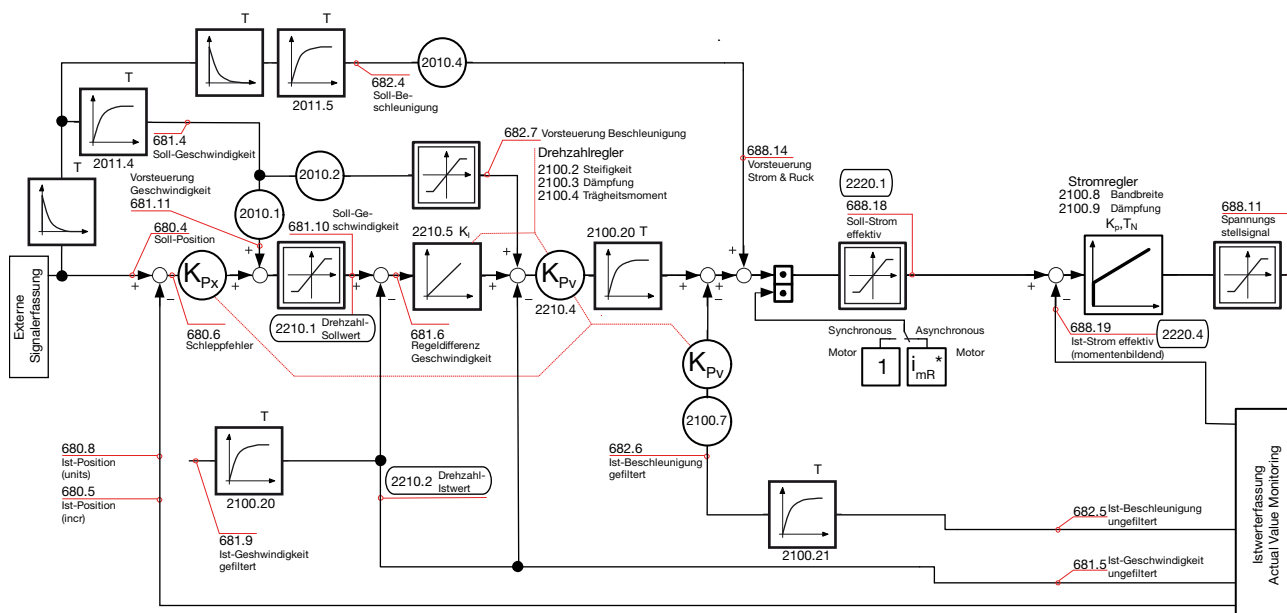 T
T
2011.5
682.4
Soll-Be-
schleunigung
2010.4
T
2011.4
681.4
Soll-Geschwindigkeit
T
Vorsteuerung
Geschwindigkeit
681.11
2010.1
2010.2
682.7 Vorsteuerung Beschleunigung
Drehzahlregler
2100.2 Steifigkeit
2100.3 Dämpfung
2100.4 Trägheitsmoment
688.14
Vorsteuerung
Strom & Ruck
2220.1
688.18
Soll-Strom
effektiv
Stromregler
2100.8 Bandbreite
2100.9 Dämpfung
Kp,TN
688.11
Spannungs
stellsignal
680.4
Soll-Position
681.10
Soll-Ge-
schwindigkeit
2210.5 KI
2100.20 T
Externe
Signalerfassung
+
−
KPx
+
+
+
−
+
+
−
KPv
2210.4
+
−
+
+
+
−
680.6
Schleppfehler
2210.1 Drehzahl-
Sollwert
681.6
Regeldifferenz
Geschwindigkeit
Synchronous
Motor
1
Asynchronous
Motor
imR*
688.19
Ist-Strom effektiv
(momentenbildend)
2220.4
KPv
2100.7
680.8
Ist-Position
(units)
680.5
Ist-Position
(incr)
T
2100.20
681.9
Ist-Geshwindigkeit
gefiltert
2210.2 Drehzahl-
Istwert
682.6
Ist-Beschleunigung
gefiltert
T
2100.21
682.5 Ist-Beschleunigung
ungefiltert
681.5 Ist-Geschwindigkeit
ungefiltert
Istwerterfassung
Actual Value Monitoring